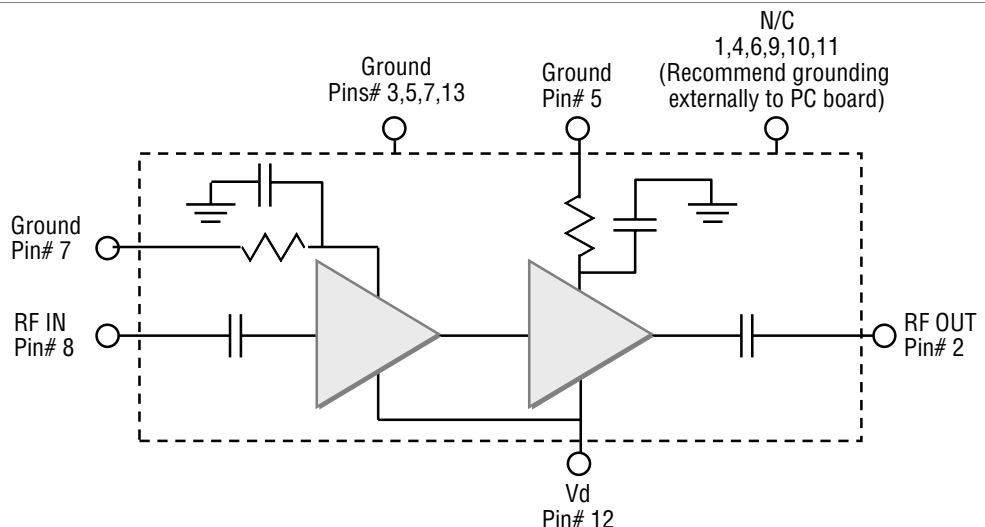 N/C
1,4,6,9,10,11
(Recommend grounding
externally to PC board)
Ground
Pins# 3,5,7,13
Ground
Pin# 5
Ground
Pin# 7
RF IN
Pin# 8
RF OUT
Pin# 2
Vd
Pin# 12